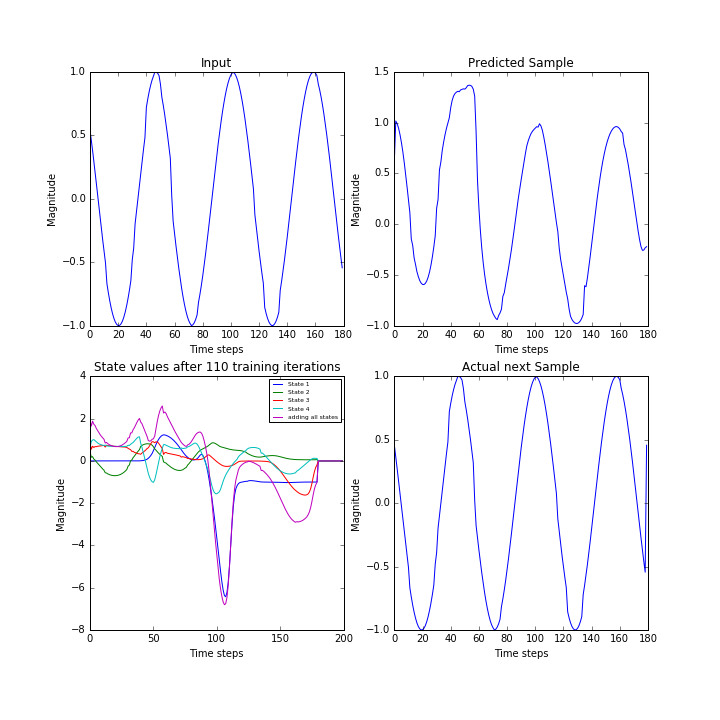 Input
1.0
0.5
0.0
−0.5
−1.0
Magnitude
0 20 40 60 80 100 120 140 160 180
Time steps
Predicted Sample
1.5
1.0
0.5
0.0
−0.5
−1.0
Magnitude
0 20 40 60 80 100 120 140 160 180
Time steps
State values after 110 training iterations
4
2
0
−2
−4
−6
−8
Magnitude
State 1
State 2
State 3
State 4
adding all states
0 50 100 150 200
Time steps
Actual next Sample
1.0
0.5
0.0
−0.5
−1.0
Magnitude
0 20 40 60 80 100 120 140 160 180
Time steps